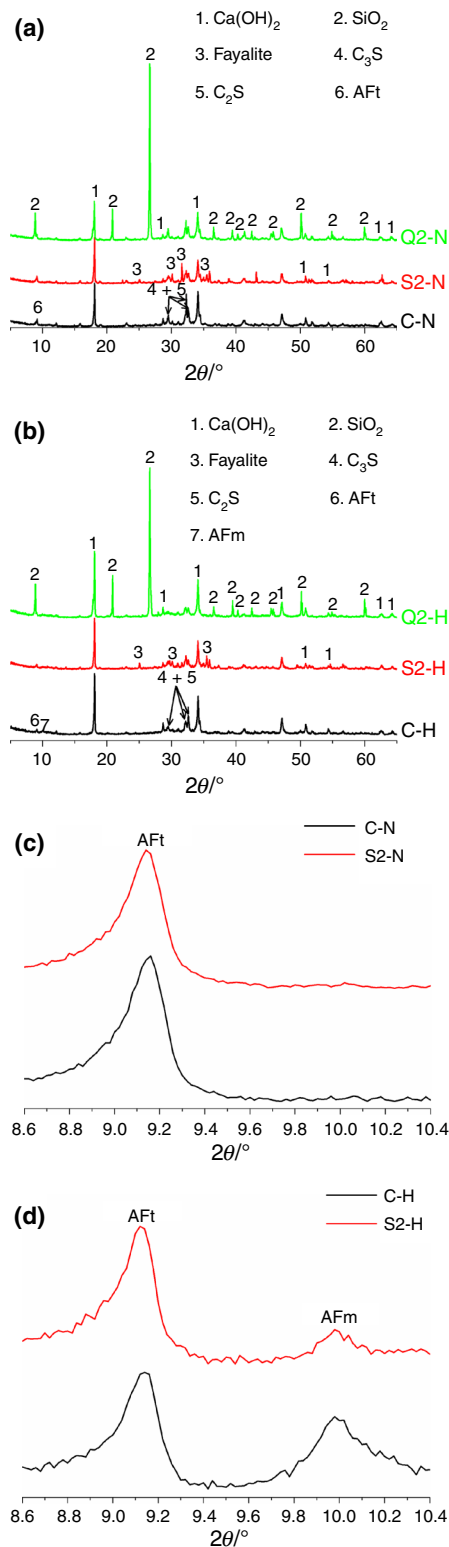 (a)
1. Ca(OH)₂ 2. SiO₂
3. Fayalite 4. C₃S
5. C₂S 6. AFt
2
2 1 2 1 1 2 2 2 2 2 2 2 2 1 1
Q2-N
3 3 3 3 1 1
S2-N
4 + 5
6
C-N
10 20 30 40 50 60
2θ/°
(b)
1. Ca(OH)₂ 2. SiO₂
3. Fayalite 4. C₃S
5. C₂S 6. AFt
7. AFm
2
2 1 2 1 1 2 2 2 2 2 1 2 2 2 1 1
Q2-H
3 3 3 1 1
S2-H
4 + 5
6 7
C-H
10 20 30 40 50 60
2θ/°
(c)
C-N
S2-N
AFt
8.6 8.8 9.0 9.2 9.4 9.6 9.8 10.0 10.2 10.4
2θ/°
(d)
C-H
S2-H
AFt
AFm
8.6 8.8 9.0 9.2 9.4 9.6 9.8 10.0 10.2 10.4
2θ/°